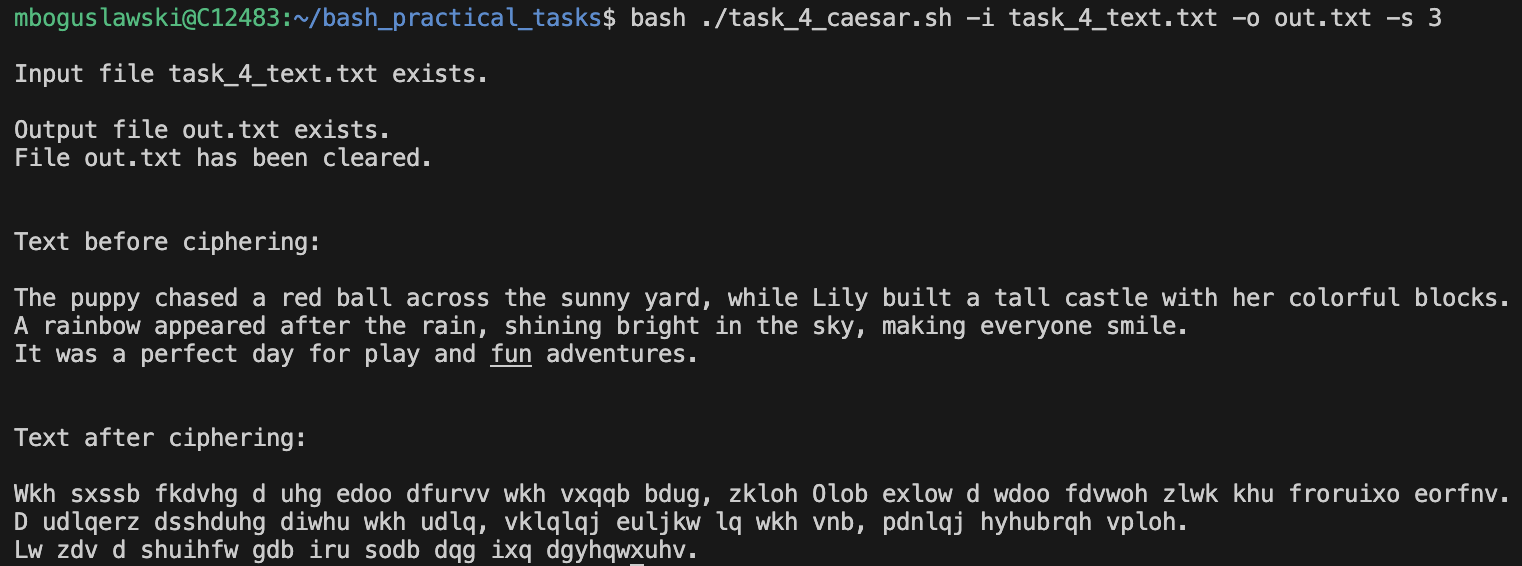 mboguslawski@C12483:~/bash_practical_tasks$ bash ./task_4_caesar.sh -i task_4_text.txt -o out.txt -s 3
Input file task_4_text.txt exists.
Output file out.txt exists.
File out.txt has been cleared.
Text before ciphering:
The puppy chased a red ball across the sunny yard, while Lily built a tall castle with her colorful blocks.
A rainbow appeared after the rain, shining bright in the sky, making everyone smile.
It was a perfect day for play and fun adventures.
Text after ciphering:
Wkh sxssb fkdvhg d uhg edoo dfurvv wkh vxqqb bdug, zkloh Olob exlow d wdoo fdvwoh zlwk khu froruixo eorfnv.
D udlqerz dsshduhg diwhu wkh udlq, vklqlqj euljkw lq wkh vnb, pdnlqj hyhubrqh vploh.
Lw zdv d shuihfw gdb iru sodb dqg ixq dgyhqwxuhv.